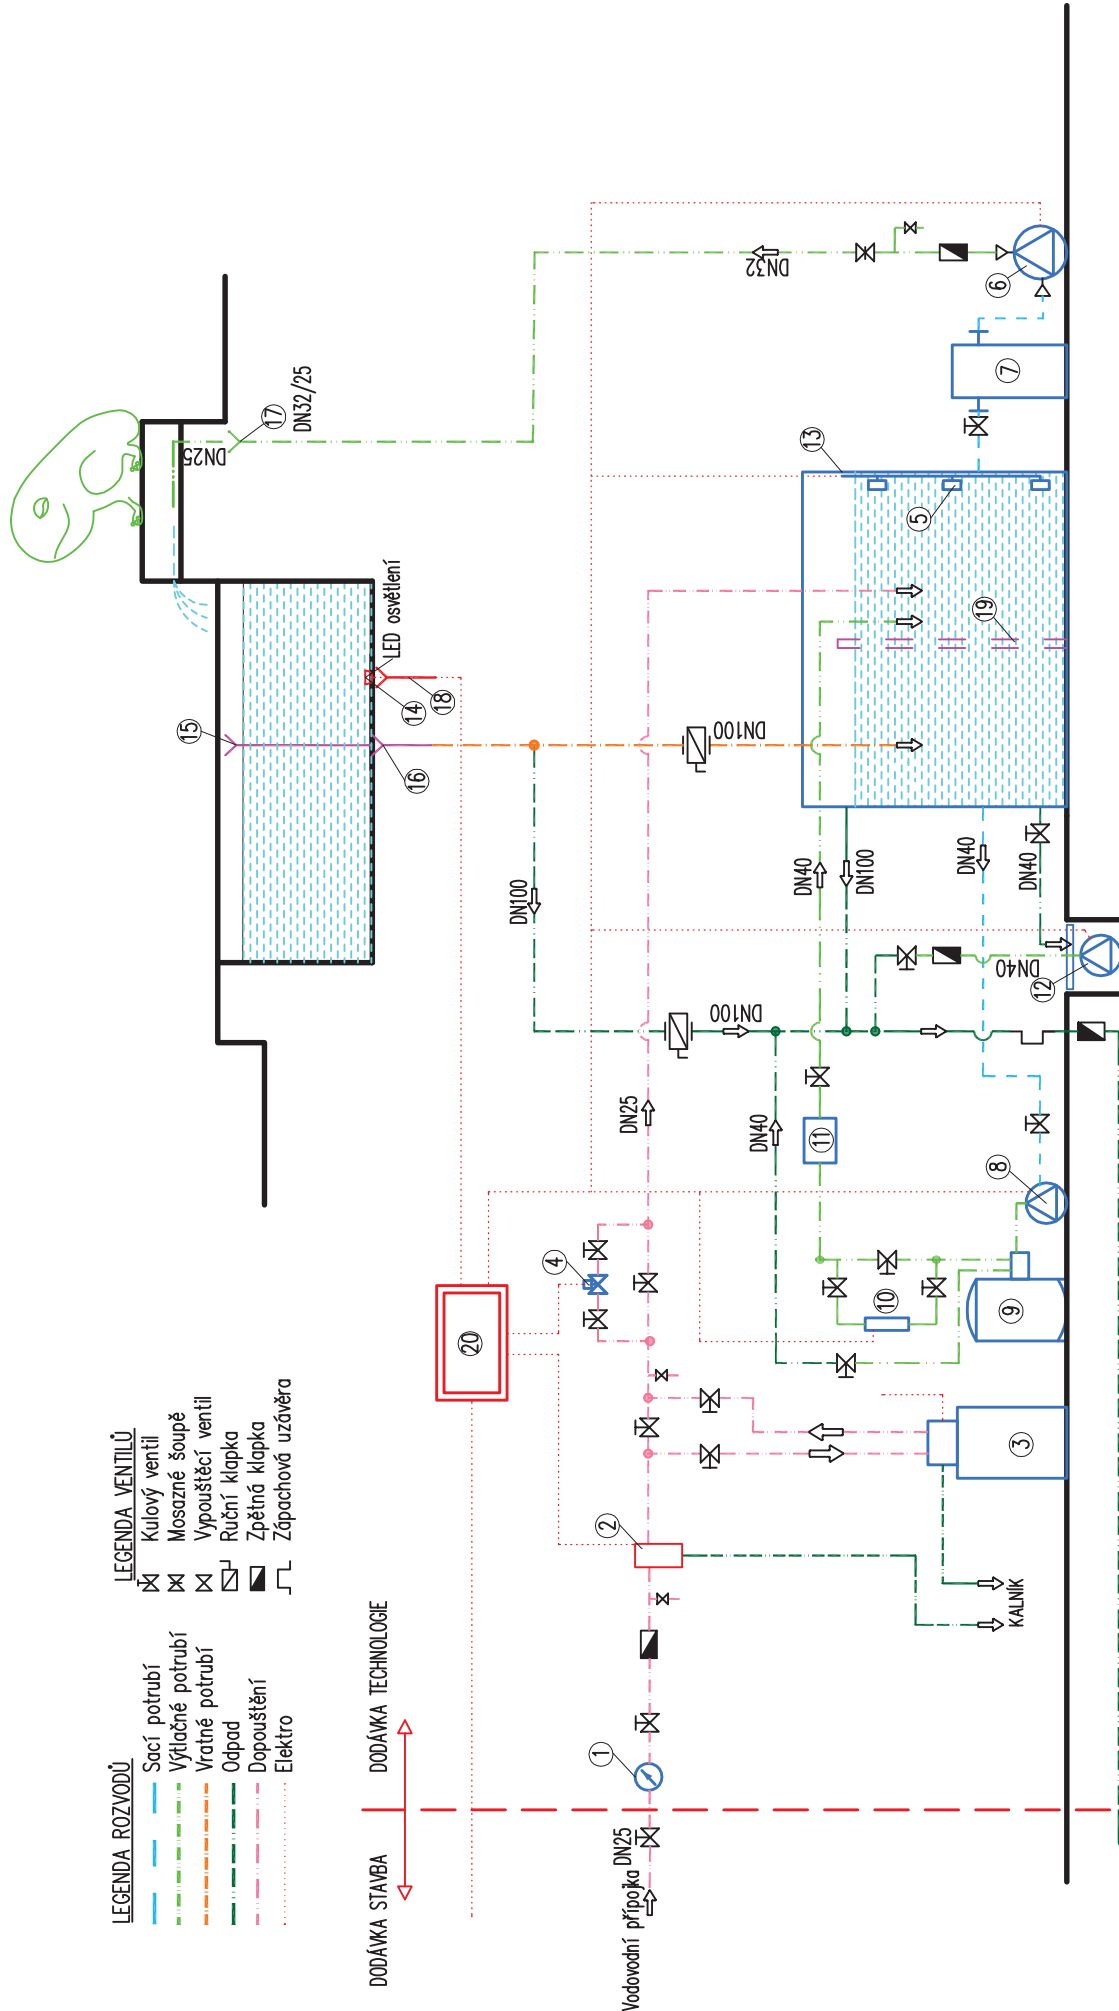 LEGENDA ROZVODŮ
Sací potrubí
Výtlačné potrubí
Vratné potrubí
Odpad
Dopouštění
Elektro
LEGENDA VENTILŮ
Kulový ventil
Mosazné šoupě
Vypouštěcí ventil
Ruční klapka
Zpětná klapka
Zápachová uzávěra
DODÁVKA STAVBA
DODÁVKA TECHNOLOGIE
Vodovodní přípojka DN25
1
2
3
4
5
6
7
8
9
10
11
12
13
14
15
16
17
18
19
20
KALNÍK
DN25
DN40
DN40
DN100
DN100
DN100
DN100
DN40
DN40
DN40
LED osvětlení
DN25
DN32/25
DN32